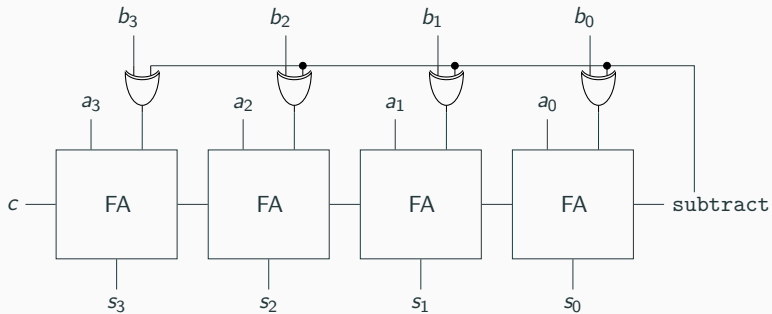 b₃ b₂ b₁ b₀
a₃ a₂ a₁ a₀
c FA FA FA FA subtract
s₃ s₂ s₁ s₀